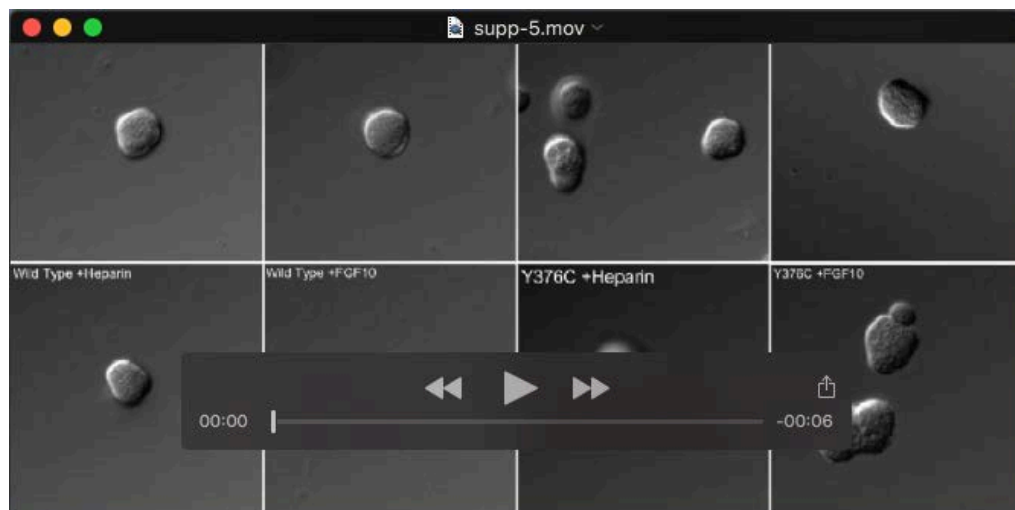 supp-5.mov
Wild Type +Heparin
Wild Type +FGF10
Y376C +Heparin
Y376C +FGF10
00:00
-00:06